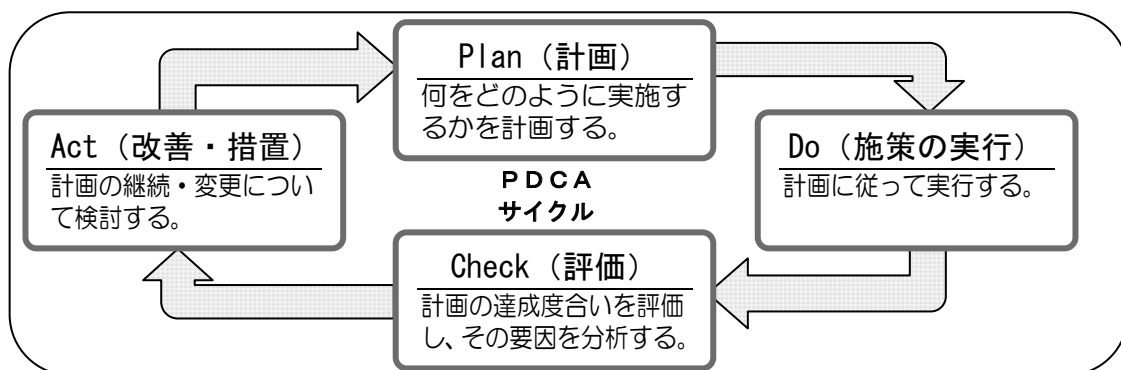 Plan（計画）
何をどのように実施す
るかを計画する。
Act（改善・措置）
計画の継続・変更につい
て検討する。
Do（施策の実行）
計画に従って実行する。
ＰＤＣＡ
サイクル
Check（評価）
計画の達成度合いを評価
し、その要因を分析する。